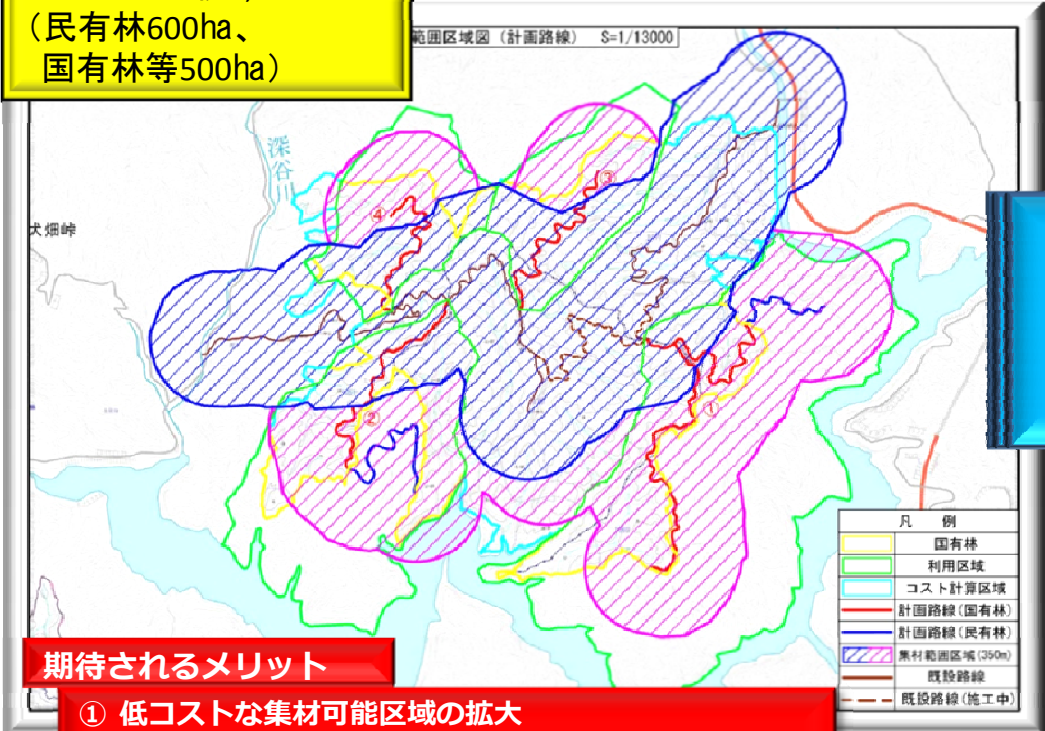 （民有林600ha、
国有林等500ha）
範囲区域図（計画路線） S=1/13000
深谷川
犬畑峠
③
④
②
①
凡 例
国有林
利用区域
コスト計算区域
計画路線(国有林)
計画路線(民有林)
集材範囲区域(350m)
既設路線
既設路線(施工中)
期待されるメリット
① 低コストな集材可能区域の拡大